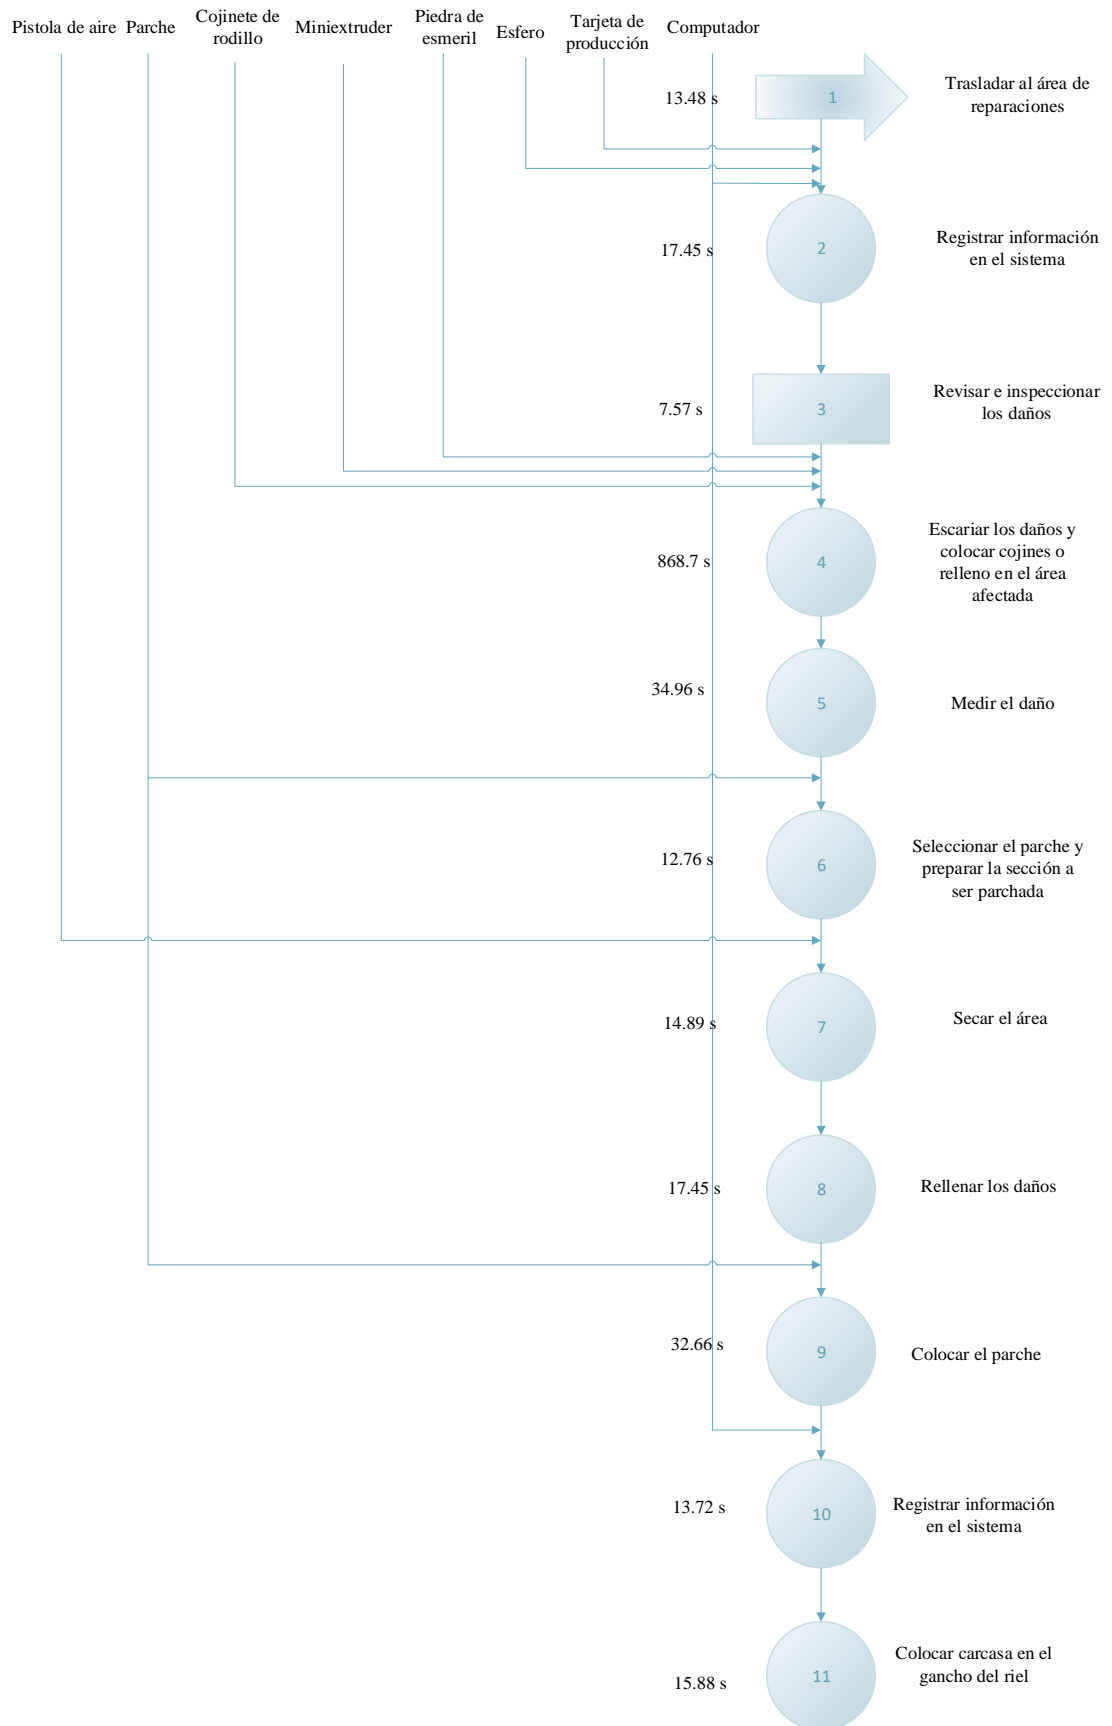 Pistola de aire
Parche
Cojinete de
rodillo
Miniextruder
Piedra de
esmeril
Esfero
Tarjeta de
producción
Computador
13.48 s
1
Trasladar al área de
reparaciones
17.45 s
2
Registrar información
en el sistema
7.57 s
3
Revisar e inspeccionar
los daños
868.7 s
4
Escariar los daños y
colocar cojines o
relleno en el área
afectada
34.96 s
5
Medir el daño
12.76 s
6
Seleccionar el parche y
preparar la sección a
ser parchada
14.89 s
7
Secar el área
17.45 s
8
Rellenar los daños
32.66 s
9
Colocar el parche
13.72 s
10
Registrar información
en el sistema
15.88 s
11
Colocar carcasa en el
gancho del riel